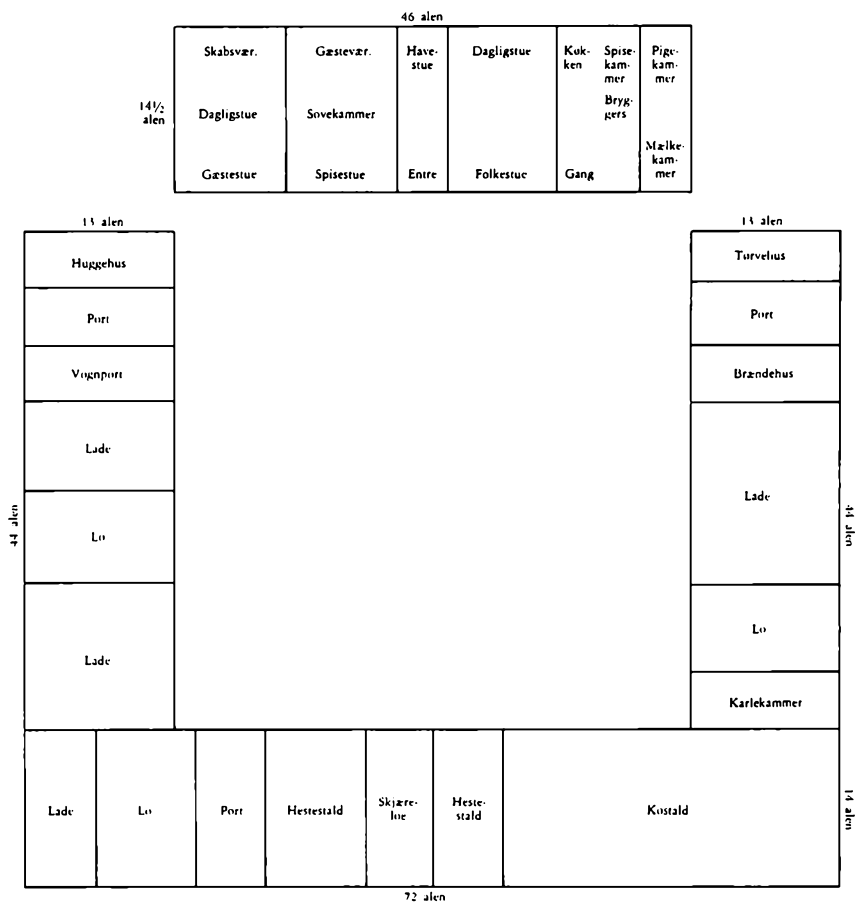 46 alen
14½
alen
Skabsvær.
Gæstevær.
Have-
stue
Dagligstue
Køk-
ken
Spise-
kam-
mer
Pige-
kam-
mer
Dagligstue
Sovekammer
Bryg-
gers
Gæstestue
Spisestue
Entre
Folkestue
Gang
Mælke-
kam-
mer
13 alen
13 alen
Huggehus
Port
Vognport
Lade
Lo
Lade
44 alen
Tørvehus
Port
Brændehus
Lade
Lo
Karlekammer
44 alen
Lade
Lo
Port
Hestestald
Skjære-
loe
Heste-
stald
Kostald
14 alen
72 alen